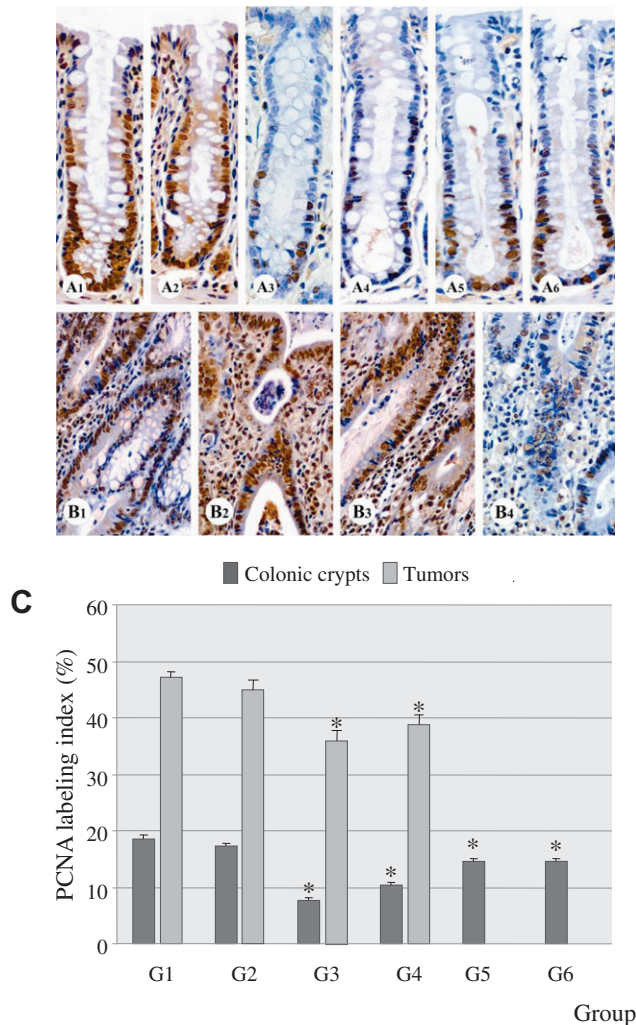 A1 A2 A3 A4 A5 A6
B1 B2 B3 B4
Colonic crypts Tumors
C
PCNA labeling index (%)
60
50
40
30
20
10
0
* * * * * *
G1 G2 G3 G4 G5 G6
Group